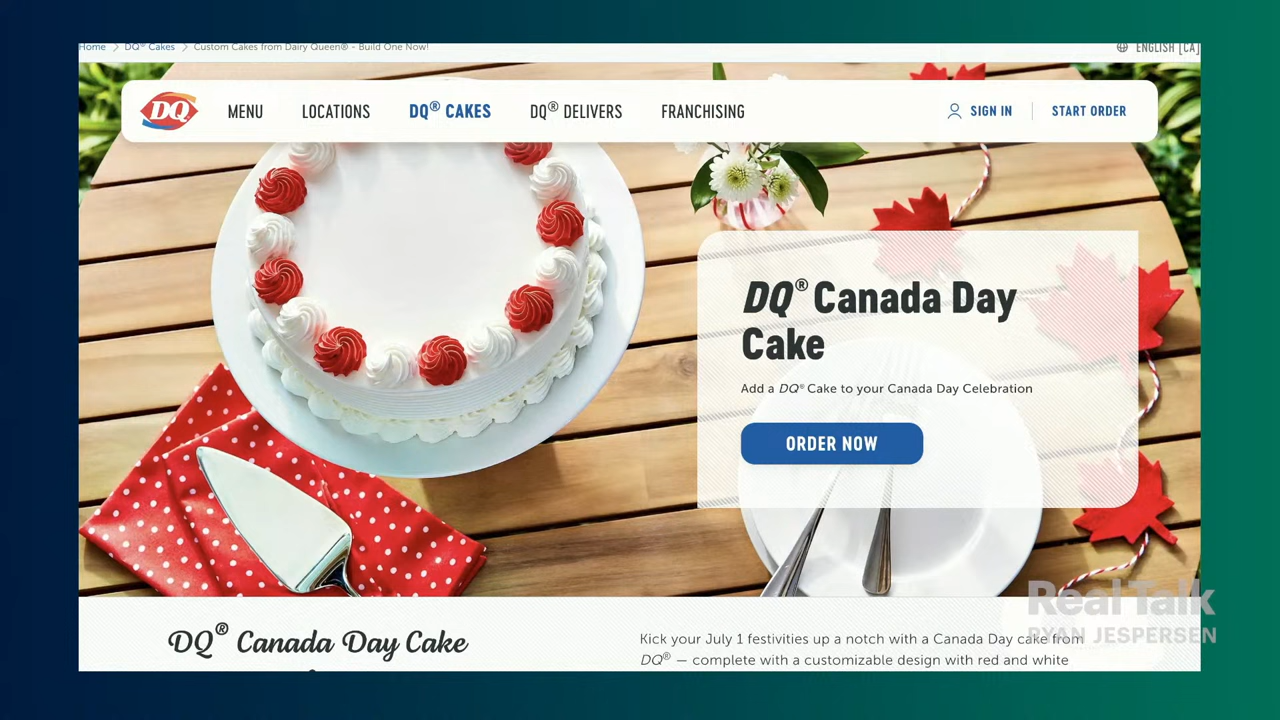 Home > DQ® Cakes > Custom Cakes from Dairy Queen® - Build One Now!
ENGLISH [CA]
DQ MENU LOCATIONS DQ® CAKES DQ® DELIVERS FRANCHISING SIGN IN START ORDER
DQ® Canada Day
Cake
Add a DQ® Cake to your Canada Day Celebration
ORDER NOW
DQ® Canada Day Cake
Kick your July 1 festivities up a notch with a Canada Day cake from
DQ® — complete with a customizable design with red and white
Real Talk
RYAN JESPERSEN